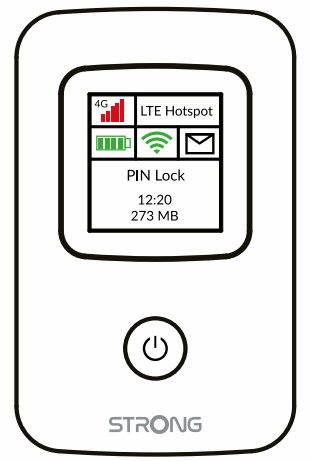 4G
LTE Hotspot
PIN Lock
12:20
273 MB
STRONG